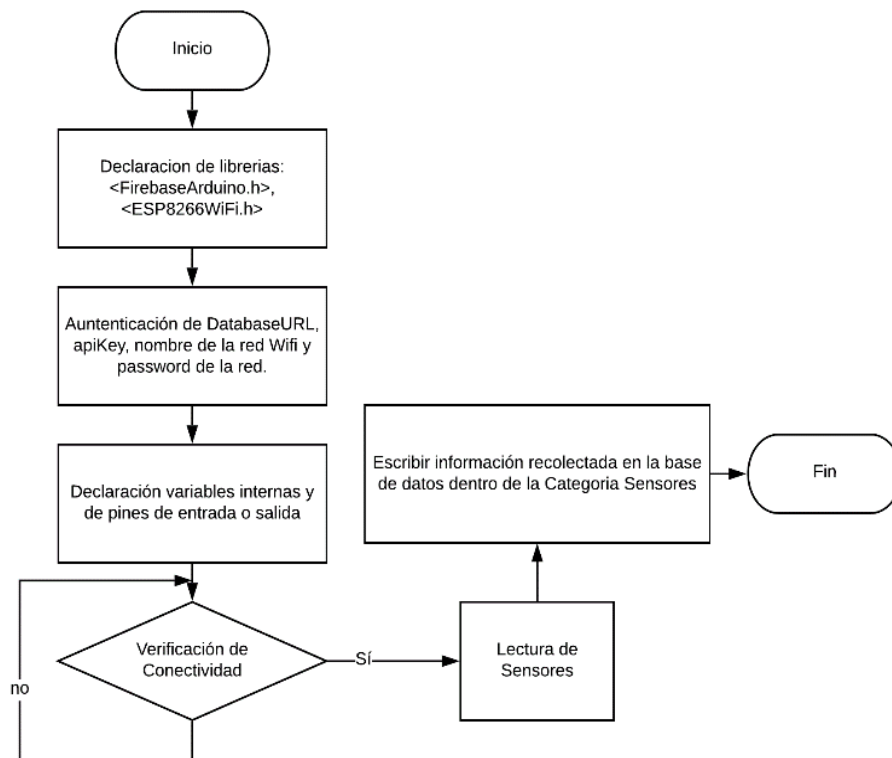 Inicio
Declaracion de librerias:
<FirebaseArduino.h>,
<ESP8266WiFi.h>
Auntenticación de DatabaseURL,
apiKey, nombre de la red Wifi y
password de la red.
Declaración variables internas y
de pines de entrada o salida
Verificación de
Conectividad
no
Sí
Lectura de
Sensores
Escribir información recolectada en la base
de datos dentro de la Categoria Sensores
Fin